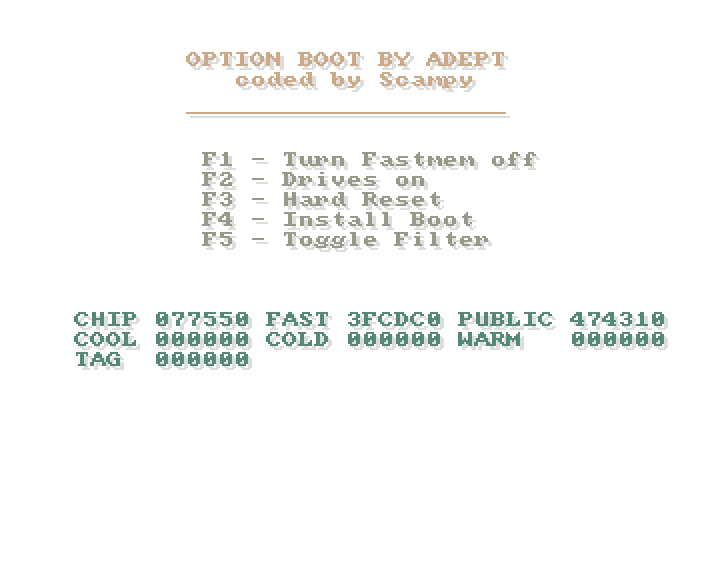 OPTION BOOT BY ADEPT
coded by Scampy
F1 - Turn Fastmem off
F2 - Drives on
F3 - Hard Reset
F4 - Install Boot
F5 - Toggle Filter
CHIP 077550 FAST 3FCDC0 PUBLIC 474310
COOL 000000 COLD 000000 WARM 000000
TAG 000000